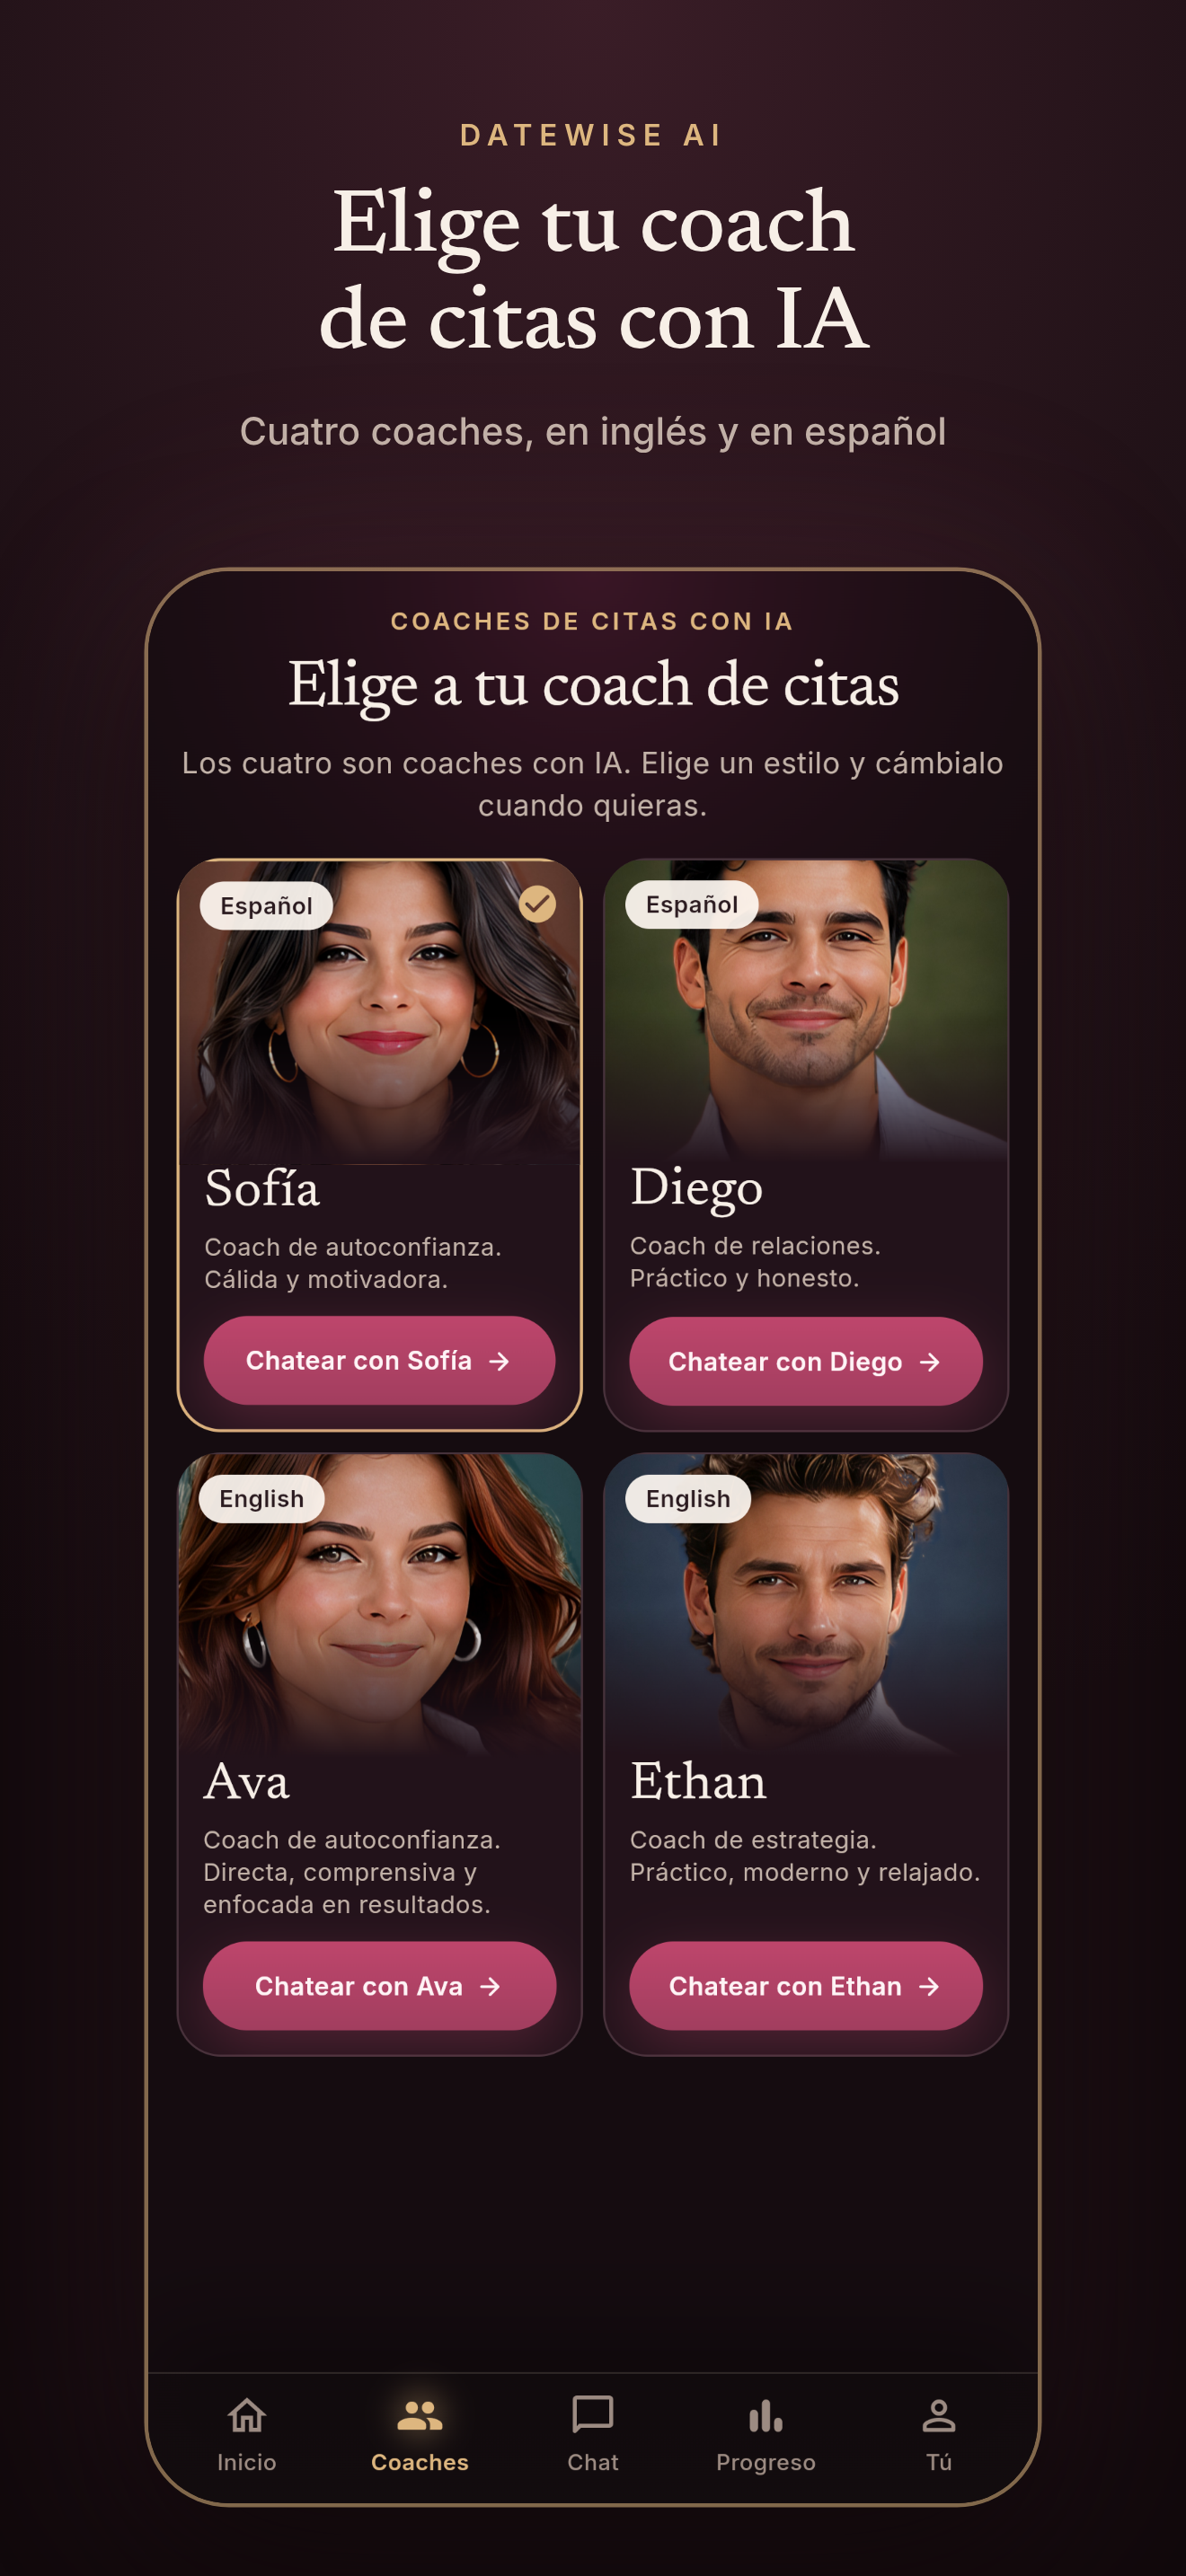 DATEWISE AI
Elige tu coach
de citas con IA
Cuatro coaches, en inglés y en español
COACHES DE CITAS CON IA
Elige a tu coach de citas
Los cuatro son coaches con IA. Elige un estilo y cámbialo
cuando quieras.
Español
Sofía
Coach de autoconfianza.
Cálida y motivadora.
Chatear con Sofía →
Español
Diego
Coach de relaciones.
Práctico y honesto.
Chatear con Diego →
English
Ava
Coach de autoconfianza.
Directa, comprensiva y
enfocada en resultados.
Chatear con Ava →
English
Ethan
Coach de estrategia.
Práctico, moderno y relajado.
Chatear con Ethan →
Inicio
Coaches
Chat
Progreso
Tú